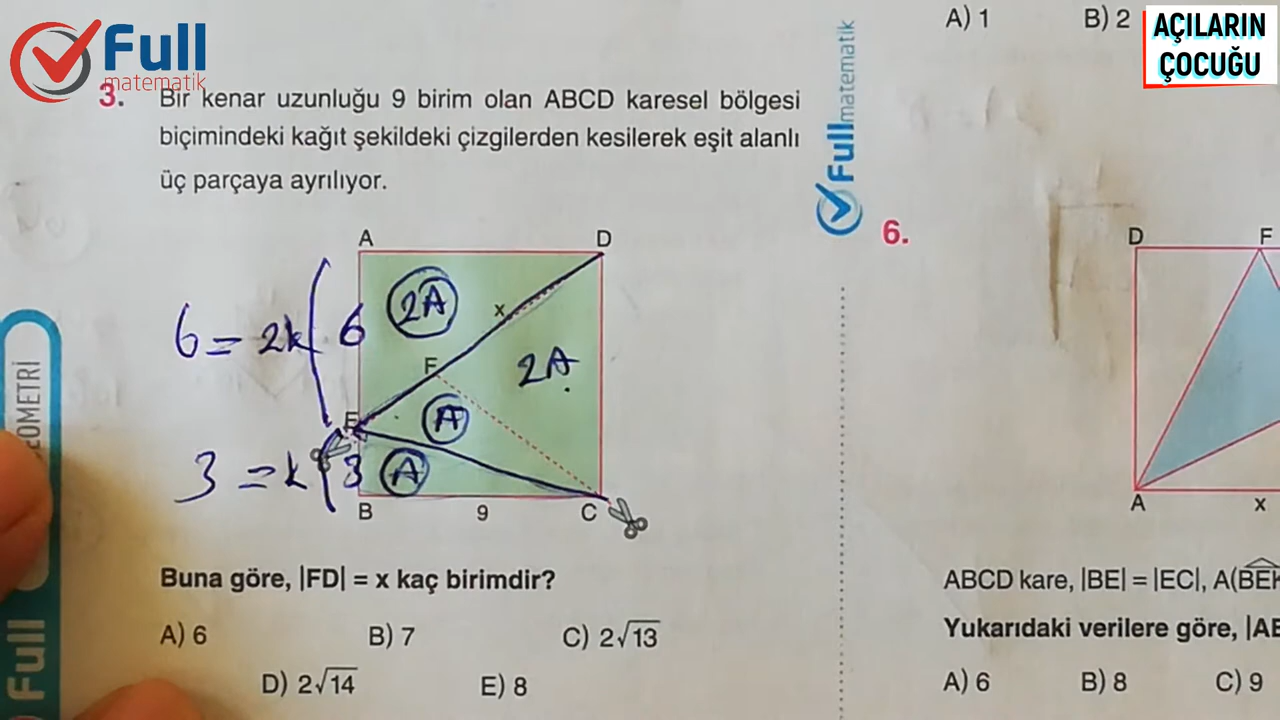 Full
matematik
AÇILARIN
ÇOCUĞU
3. Bir kenar uzunluğu 9 birim olan ABCD karesel bölgesi
biçimindeki kağıt şekildeki çizgilerden kesilerek eşit alanlı
üç parçaya ayrılıyor.
A
D
6 = 2k
6
2A
x
F
2A
E
A
3 = k
3
A
B
9
C
Buna göre, |FD| = x kaç birimdir?
A) 6
B) 7
C) 2√13
D) 2√14
E) 8
GEOMETRİ
Full
Full matematik
A) 1
B) 2
6.
D
F
A
x
ABCD kare, |BE| = |EC|, A(BE
Yukarıdaki verilere göre, |A
A) 6
B) 8
C) 9